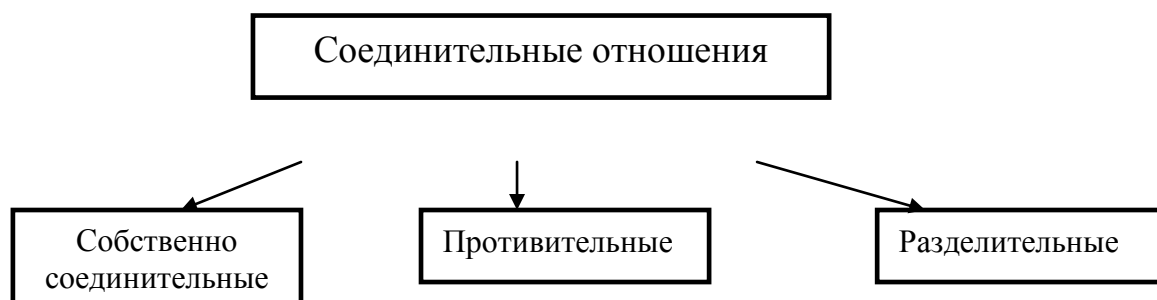 Соединительные отношения
Собственно
соединительные
Противительные
Разделительные